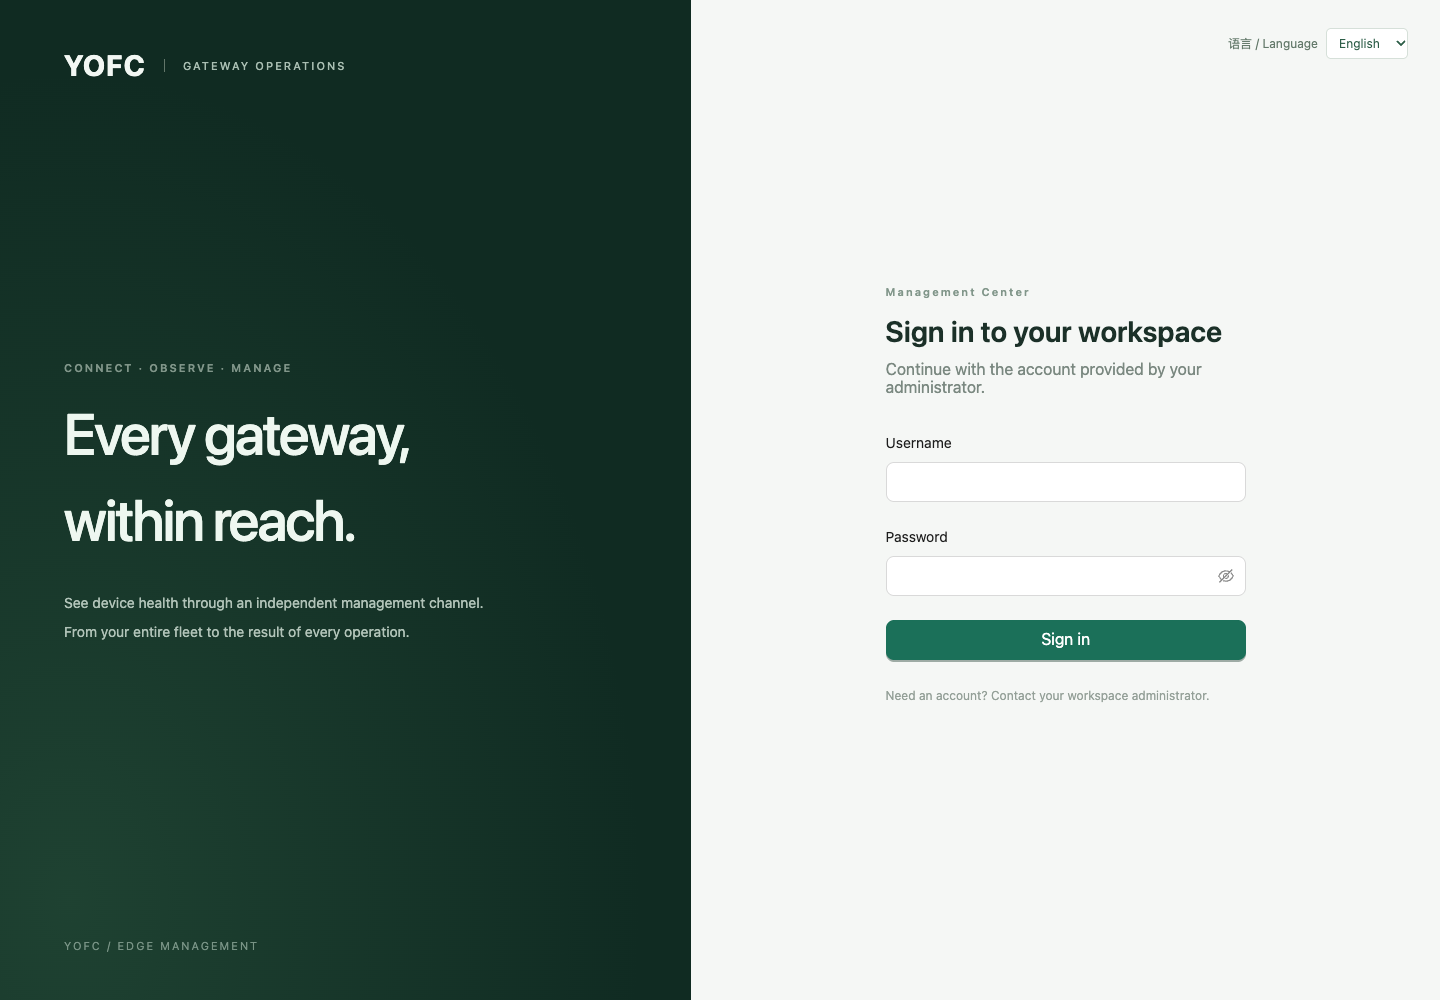 YOFC
GATEWAY OPERATIONS
语言 / Language
English
CONNECT · OBSERVE · MANAGE
Every gateway,
within reach.
See device health through an independent management channel.
From your entire fleet to the result of every operation.
YOFC / EDGE MANAGEMENT
Management Center
Sign in to your workspace
Continue with the account provided by your
administrator.
Username
Password
Sign in
Need an account? Contact your workspace administrator.